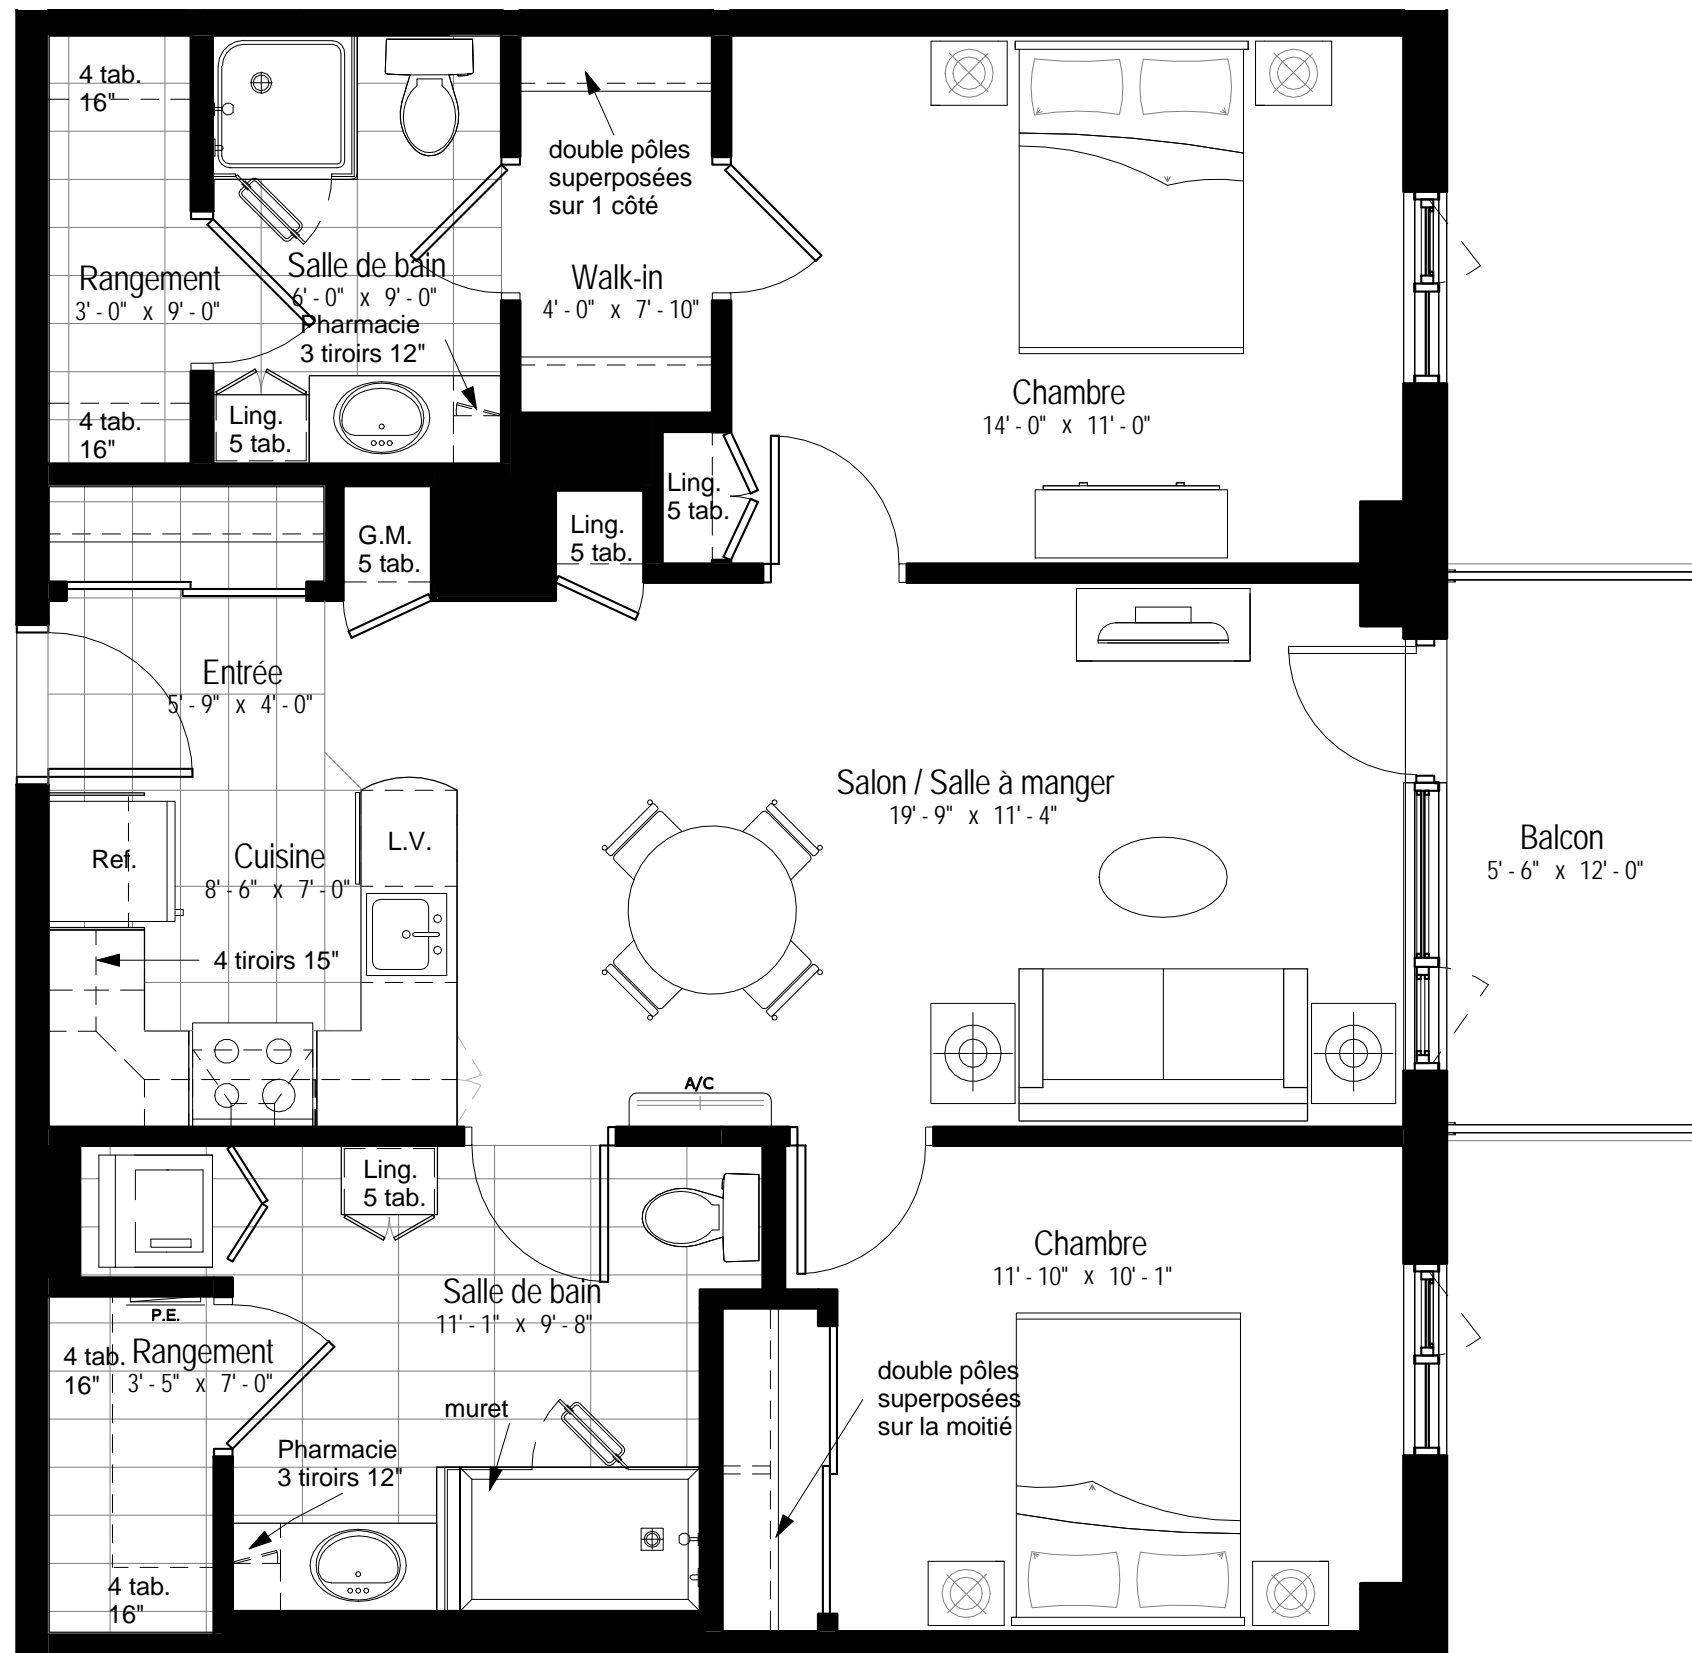 4 tab.
16"
double pôles
superposées
sur 1 côté
Rangement
3' - 0" x 9' - 0"
Salle de bain
6' - 0" x 9' - 0"
Walk-in
4' - 0" x 7' - 10"
Pharmacie
3 tiroirs 12"
Chambre
14' - 0" x 11' - 0"
4 tab.
16"
Ling.
5 tab.
Ling.
5 tab.
G.M.
5 tab.
Ling.
5 tab.
Entrée
5' - 9" x 4' - 0"
Salon / Salle à manger
19' - 9" x 11' - 4"
Balcon
5' - 6" x 12' - 0"
Ref.
Cuisine
8' - 6" x 7' - 0"
L.V.
4 tiroirs 15"
A/C
Ling.
5 tab.
Chambre
11' - 10" x 10' - 1"
Salle de bain
11' - 1" x 9' - 8"
P.E.
4 tab.
16"
Rangement
3' - 5" x 7' - 0"
double pôles
superposées
sur la moitié
muret
Pharmacie
3 tiroirs 12"
4 tab.
16"